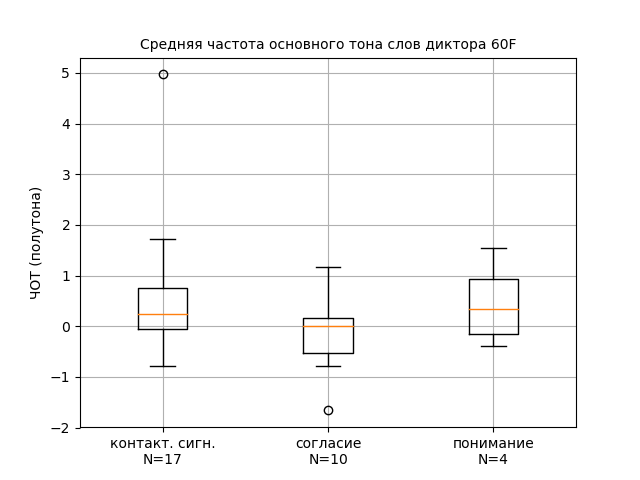 Средняя частота основного тона слов диктора 60F
ЧОТ (полутона)
5
4
3
2
1
0
−1
−2
контакт. сигн.
N=17
согласие
N=10
понимание
N=4